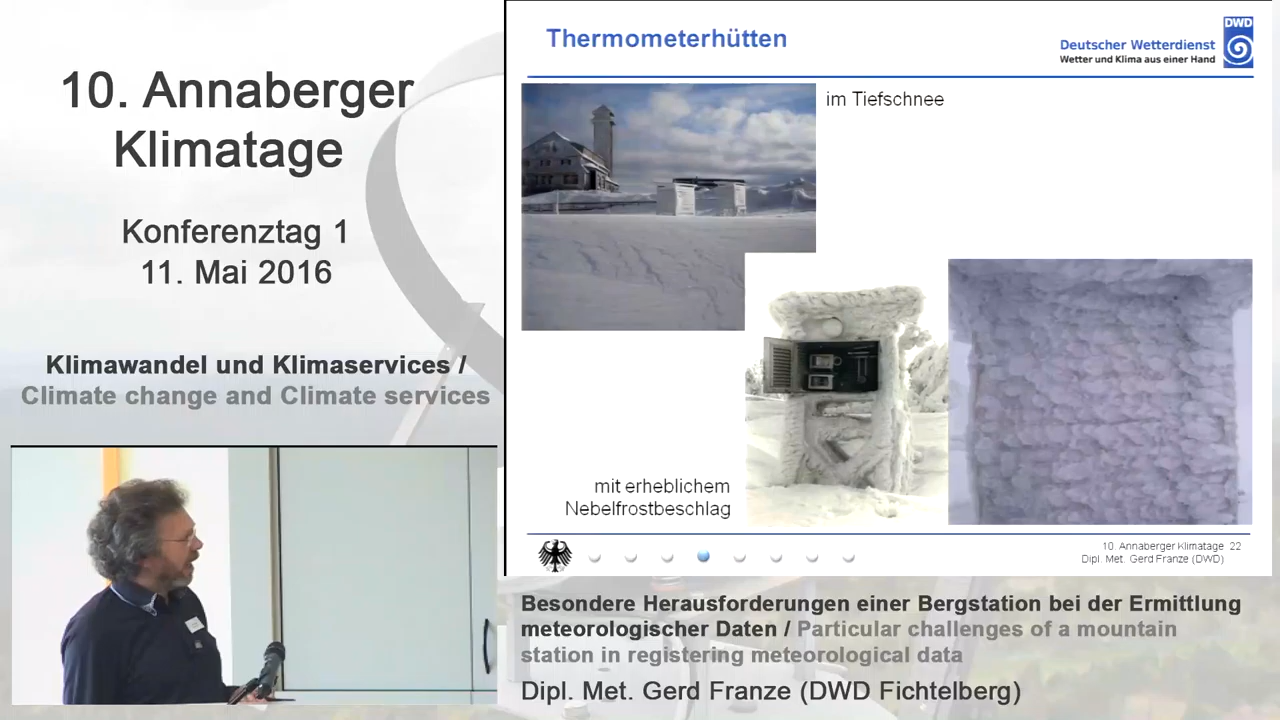 10. Annaberger
Klimatage
Konferenztag 1
11. Mai 2016
Klimawandel und Klimaservices /
Climate change and Climate services
Thermometerhütten
DWD
Deutscher Wetterdienst
Wetter und Klima aus einer Hand
im Tiefschnee
mit erheblichem
Nebelfrostbeschlag
10. Annaberger Klimatage 22
Dipl. Met. Gerd Franze (DWD)
Besondere Herausforderungen einer Bergstation bei der Ermittlung
meteorologischer Daten / Particular challenges of a mountain
station in registering meteorological data
Dipl. Met. Gerd Franze (DWD Fichtelberg)